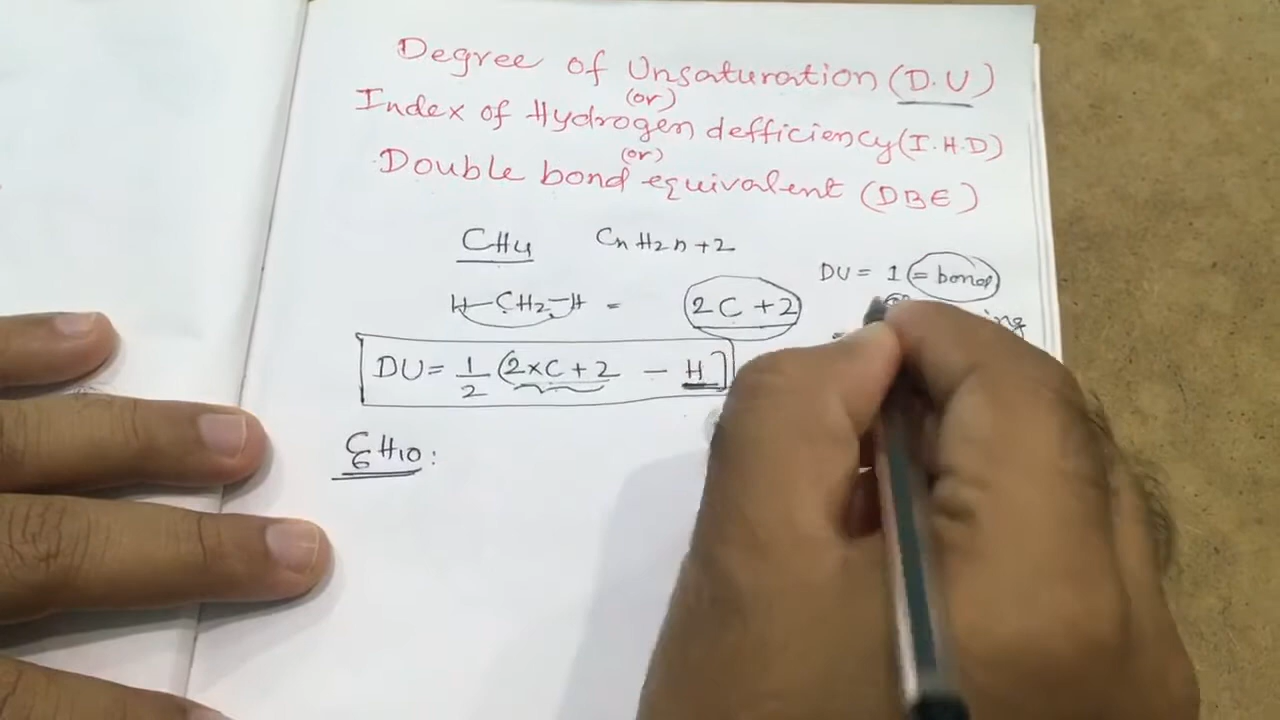 Degree of Unsaturation (D.U)
(or)
Index of Hydrogen defficiency (I.H.D)
(or)
Double bond equivalent (DBE)
CH4 CnH2n+2
DU = 1 (= bond)
H-CH2-H = 2C+2
DU = 1/2 (2xC+2 - H]
C6H10: